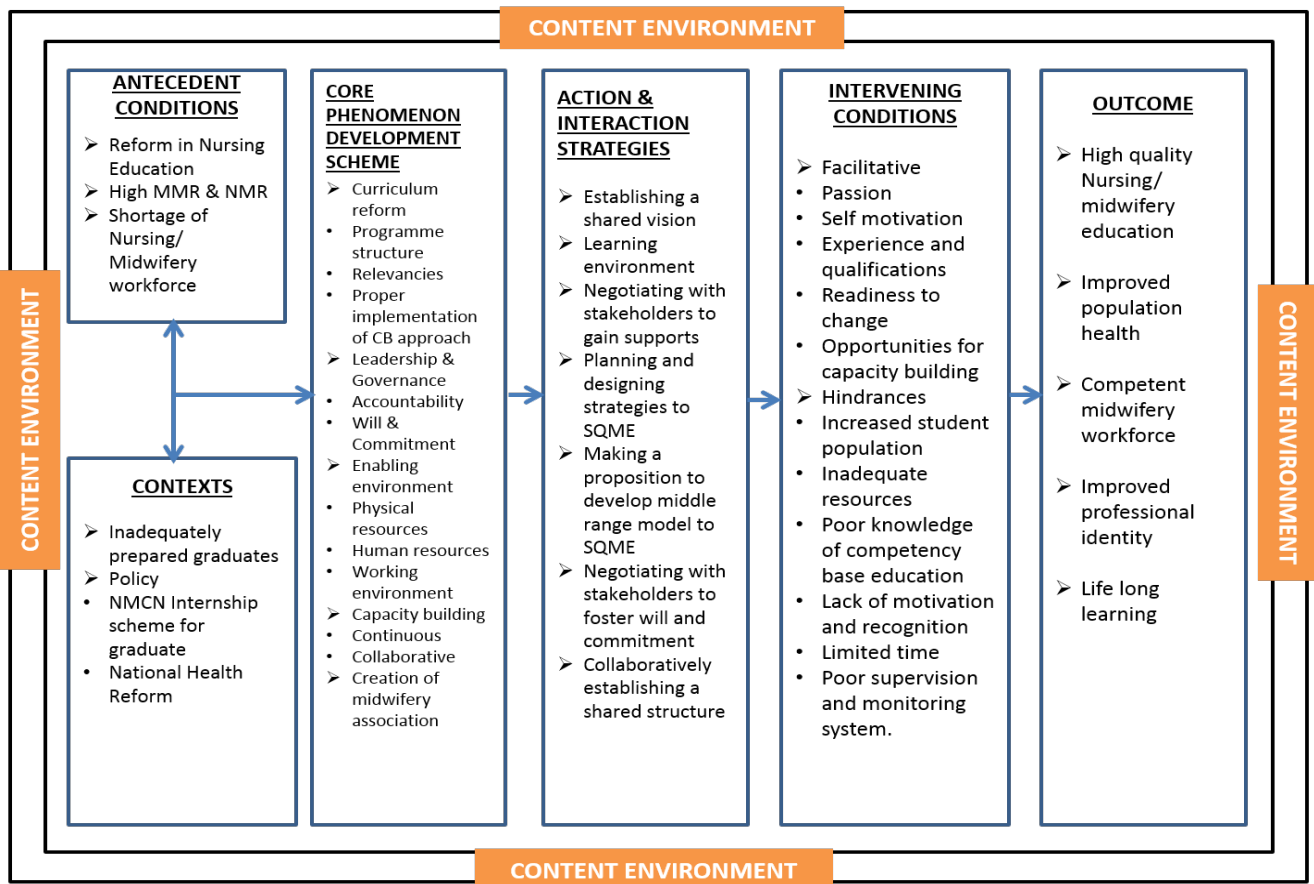 CONTENT ENVIRONMENT
CONTENT ENVIRONMENT
ANTECEDENT
CONDITIONS
➢ Reform in Nursing
Education
➢ High MMR & NMR
➢ Shortage of
Nursing/
Midwifery
workforce
CONTEXTS
➢ Inadequately
prepared graduates
➢ Policy
• NMCN Internship
scheme for
graduate
• National Health
Reform
CORE
PHENOMENON
DEVELOPMENT
SCHEME
➢ Curriculum
reform
• Programme
structure
• Relevancies
• Proper
implementation
of CB approach
➢ Leadership &
Governance
• Accountability
• Will &
Commitment
➢ Enabling
environment
• Physical
resources
• Human resources
• Working
environment
➢ Capacity building
• Continuous
• Collaborative
➢ Creation of
midwifery
association
ACTION &
INTERACTION
STRATEGIES
➢ Establishing a
shared vision
➢ Learning
environment
➢ Negotiating with
stakeholders to
gain supports
➢ Planning and
designing
strategies to
SQME
➢ Making a
proposition to
develop middle
range model to
SQME
➢ Negotiating with
stakeholders to
foster will and
commitment
➢ Collaboratively
establishing a
shared structure
INTERVENING
CONDITIONS
➢ Facilitative
• Passion
• Self motivation
• Experience and
qualifications
• Readiness to
change
• Opportunities for
capacity building
➢ Hindrances
• Increased student
population
• Inadequate
resources
• Poor knowledge
of competency
base education
• Lack of motivation
and recognition
• Limited time
• Poor supervision
and monitoring
system.
OUTCOME
➢ High quality
Nursing/
midwifery
education
➢ Improved
population
health
➢ Competent
midwifery
workforce
➢ Improved
professional
identity
➢ Life long
learning
CONTENT ENVIRONMENT
CONTENT ENVIRONMENT